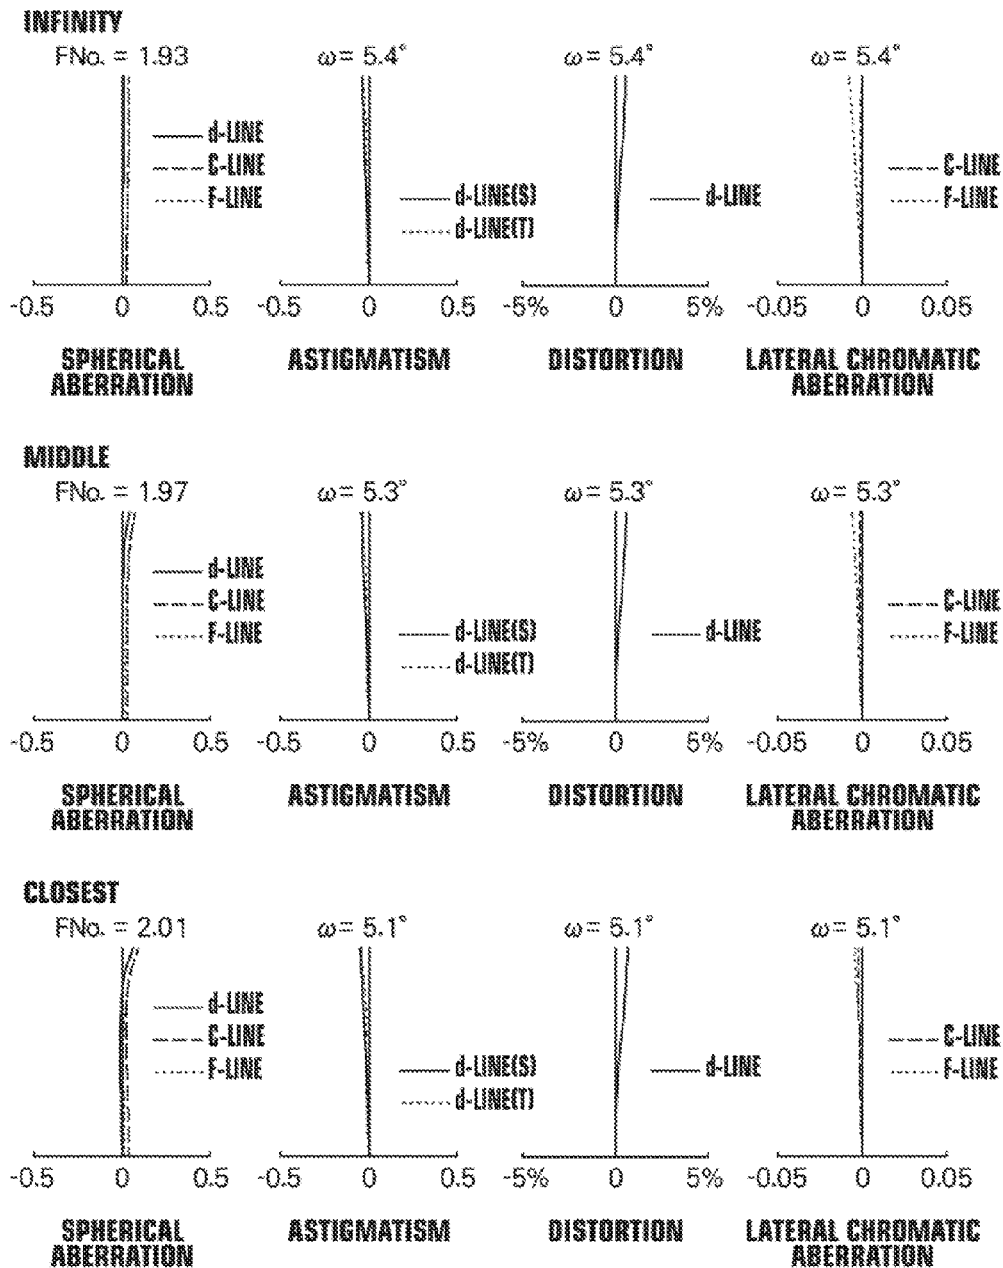 INFINITY
FNo. = 1.93
ω= 5.4°
ω= 5.4°
ω= 5.4°
d-LINE
C-LINE
F-LINE
d-LINE(S)
d-LINE(T)
d-LINE
C-LINE
F-LINE
-0.5 0 0.5
-0.5 0 0.5
-5% 0 5%
-0.05 0 0.05
SPHERICAL
ABERRATION
ASTIGMATISM
DISTORTION
LATERAL CHROMATIC
ABERRATION
MIDDLE
FNo. = 1.97
ω= 5.3°
ω= 5.3°
ω= 5.3°
d-LINE
C-LINE
F-LINE
d-LINE(S)
d-LINE(T)
d-LINE
C-LINE
F-LINE
-0.5 0 0.5
-0.5 0 0.5
-5% 0 5%
-0.05 0 0.05
SPHERICAL
ABERRATION
ASTIGMATISM
DISTORTION
LATERAL CHROMATIC
ABERRATION
CLOSEST
FNo. = 2.01
ω= 5.1°
ω= 5.1°
ω= 5.1°
d-LINE
C-LINE
F-LINE
d-LINE(S)
d-LINE(T)
d-LINE
C-LINE
F-LINE
-0.5 0 0.5
-0.5 0 0.5
-5% 0 5%
-0.05 0 0.05
SPHERICAL
ABERRATION
ASTIGMATISM
DISTORTION
LATERAL CHROMATIC
ABERRATION